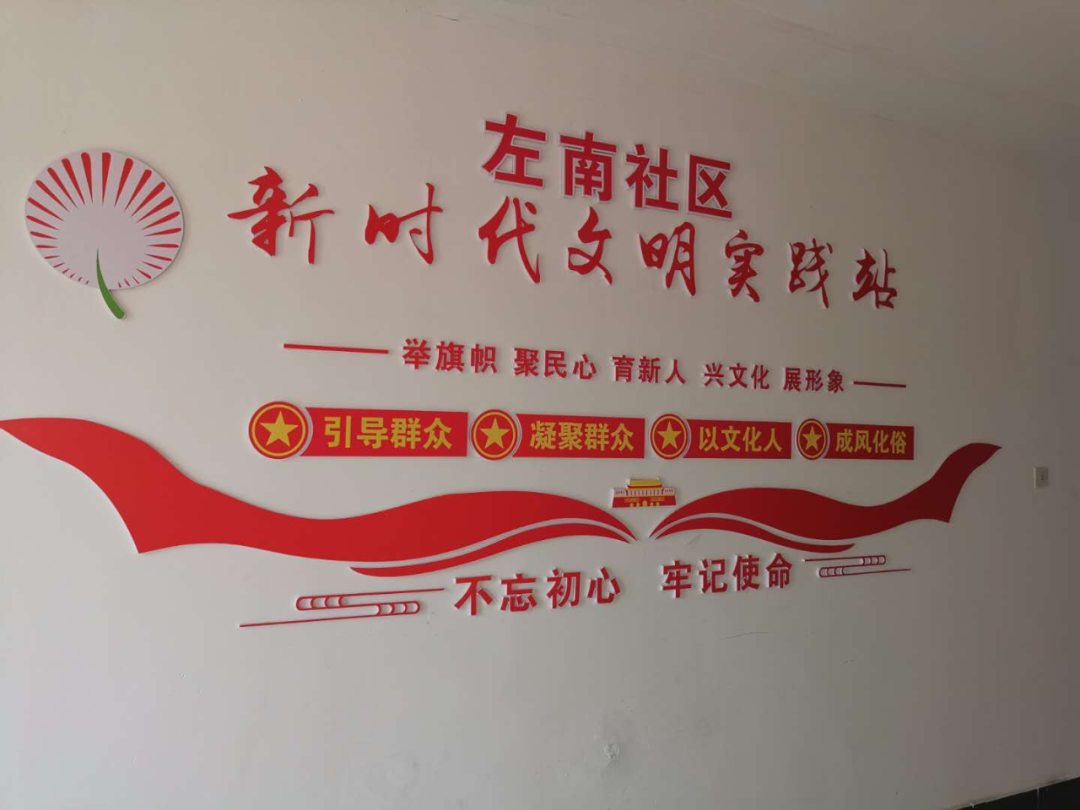 左南社区
新时代文明实践站
举旗帜 聚民心 育新人 兴文化 展形象
引导群众 凝聚群众 以文化人 成风化俗
不忘初心 牢记使命